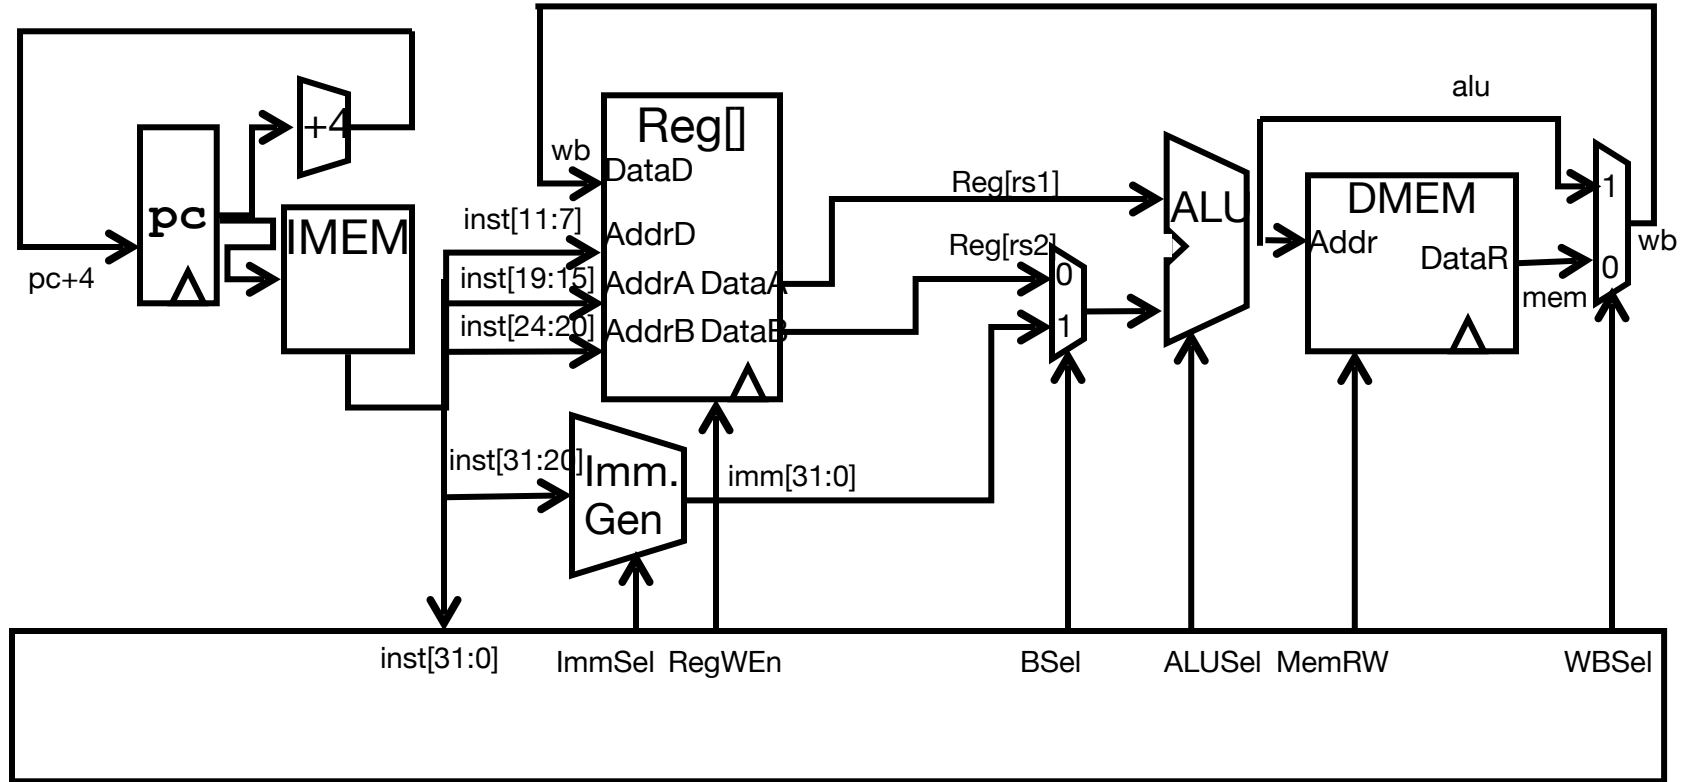 alu
+4
Reg[]
wb
DataD
pc
IMEM
inst[11:7]
AddrD
inst[19:15]
AddrA DataA
inst[24:20]
AddrB DataB
pc+4
Reg[rs1]
Reg[rs2]
0
1
ALU
DMEM
Addr
DataR
mem
1
0
wb
inst[31:20]
Imm.
Gen
imm[31:0]
inst[31:0]
ImmSel
RegWEn
BSel
ALUSel
MemRW
WBSel